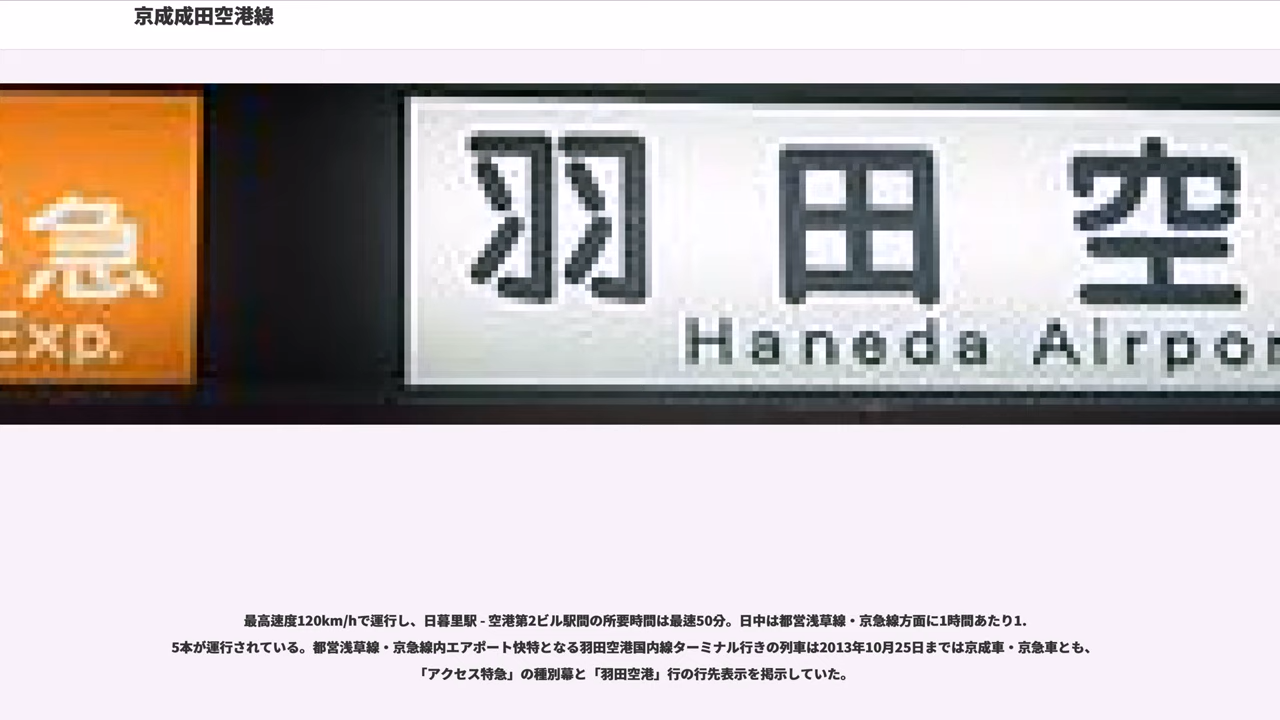 京成成田空港線
急
羽田空
EXP.
Haneda Airpor
最高速度120km/hで運行し、日暮里駅 - 空港第2ビル駅間の所要時間は最速50分。日中は都営浅草線・京急線方面に1時間あたり1.
5本が運行されている。都営浅草線・京急線内エアポート快特となる羽田空港国内線ターミナル行きの列車は2013年10月25日までは京成車・京急車とも、
「アクセス特急」の種別幕と「羽田空港」行の行先表示を掲示していた。